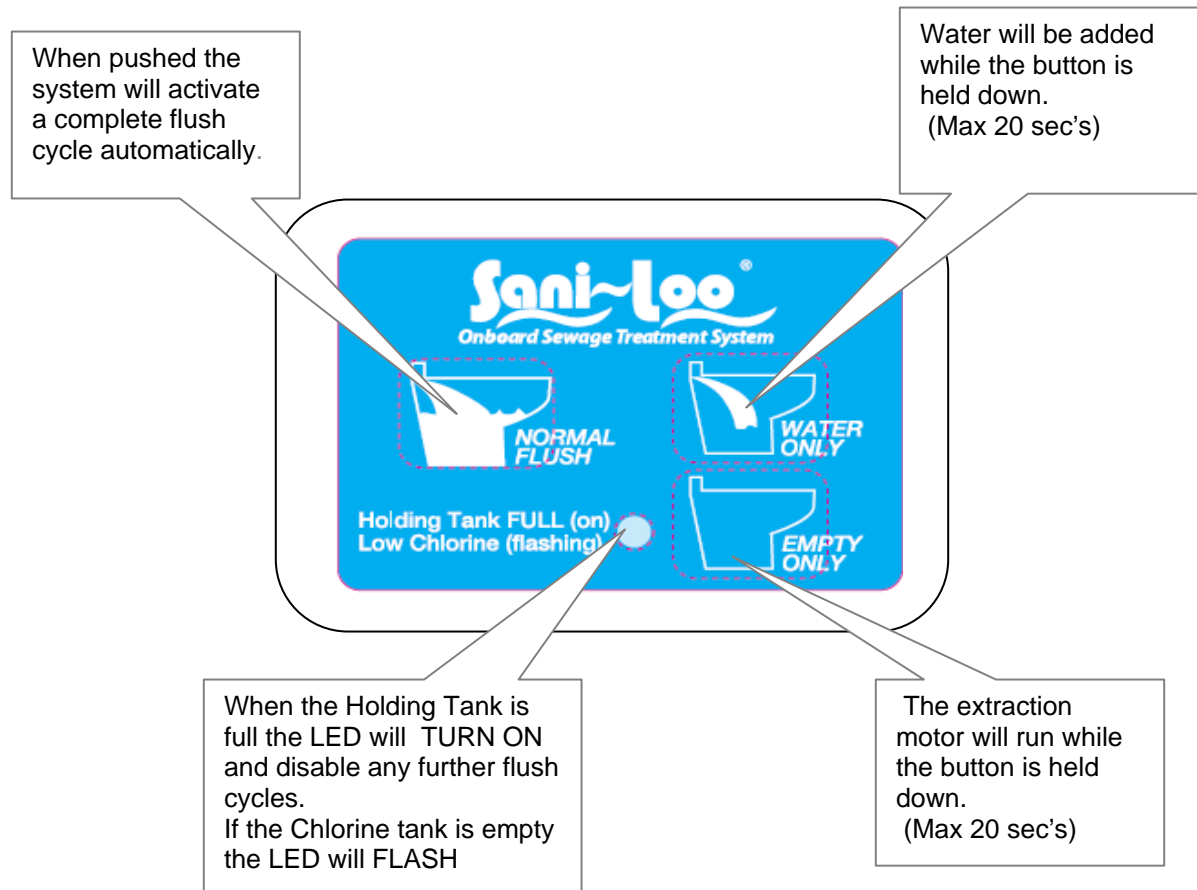 When pushed the
system will activate
a complete flush
cycle automatically.
Water will be added
while the button is
held down.
(Max 20 sec's)
Sani~Loo®
Onboard Sewage Treatment System
NORMAL
FLUSH
WATER
ONLY
Holding Tank FULL (on)
Low Chlorine (flashing)
EMPTY
ONLY
When the Holding Tank is
full the LED will TURN ON
and disable any further flush
cycles.
If the Chlorine tank is empty
the LED will FLASH
The extraction
motor will run while
the button is held
down.
(Max 20 sec's)